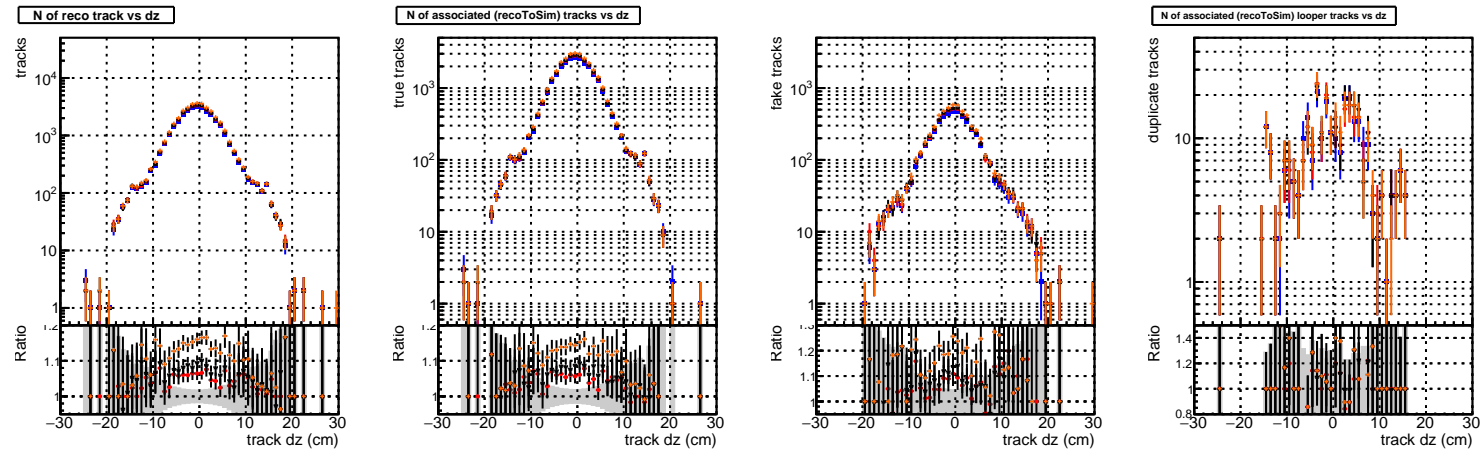 N of reco track vs dz
tracks
10⁴
10³
10²
10
1
Ratio
1.2
1.1
1
−30 −20 −10 0 10 20 30
track dz (cm)
N of associated (recoToSim) tracks vs dz
true tracks
10³
10²
10
1
Ratio
1.2
1.1
1
−30 −20 −10 0 10 20 30
track dz (cm)
fake tracks
10³
10²
10
1
Ratio
1.3
1.2
1.1
1
−30 −20 −10 0 10 20 30
track dz (cm)
N of associated (recoToSim) looper tracks vs dz
duplicate tracks
10
1
Ratio
1.4
1.2
1
0.8
−30 −20 −10 0 10 20 30
track dz (cm)